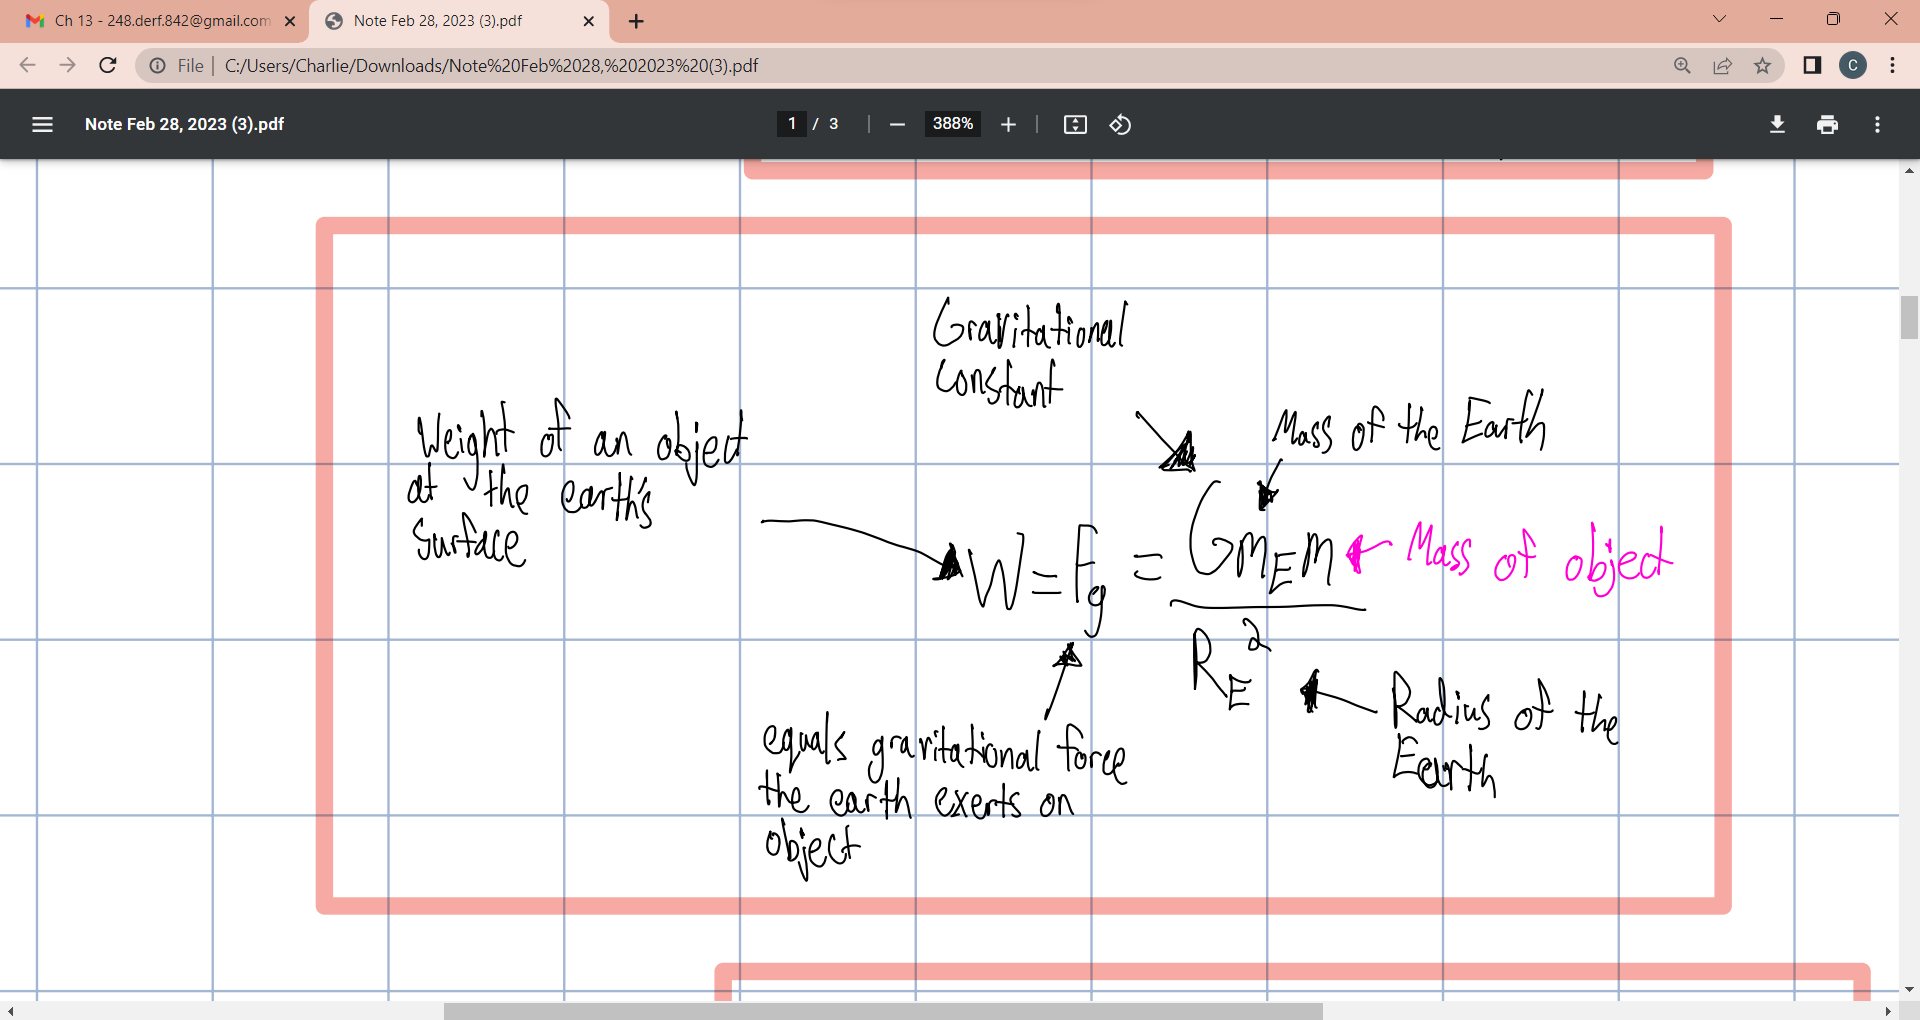 Ch 13 - 248.derf.842@gmail.com
Note Feb 28, 2023 (3).pdf
File | C:/Users/Charlie/Downloads/Note%20Feb%2028,%202023%20(3).pdf
C
Note Feb 28, 2023 (3).pdf
1 / 3
388%
Gravitational
Constant
Mass of the Earth
Weight of an object
at the earth's
Surface
W = Fg = GmEm
RE²
Mass of object
Radius of the
Earth
equals gravitational force
the earth exerts on
object